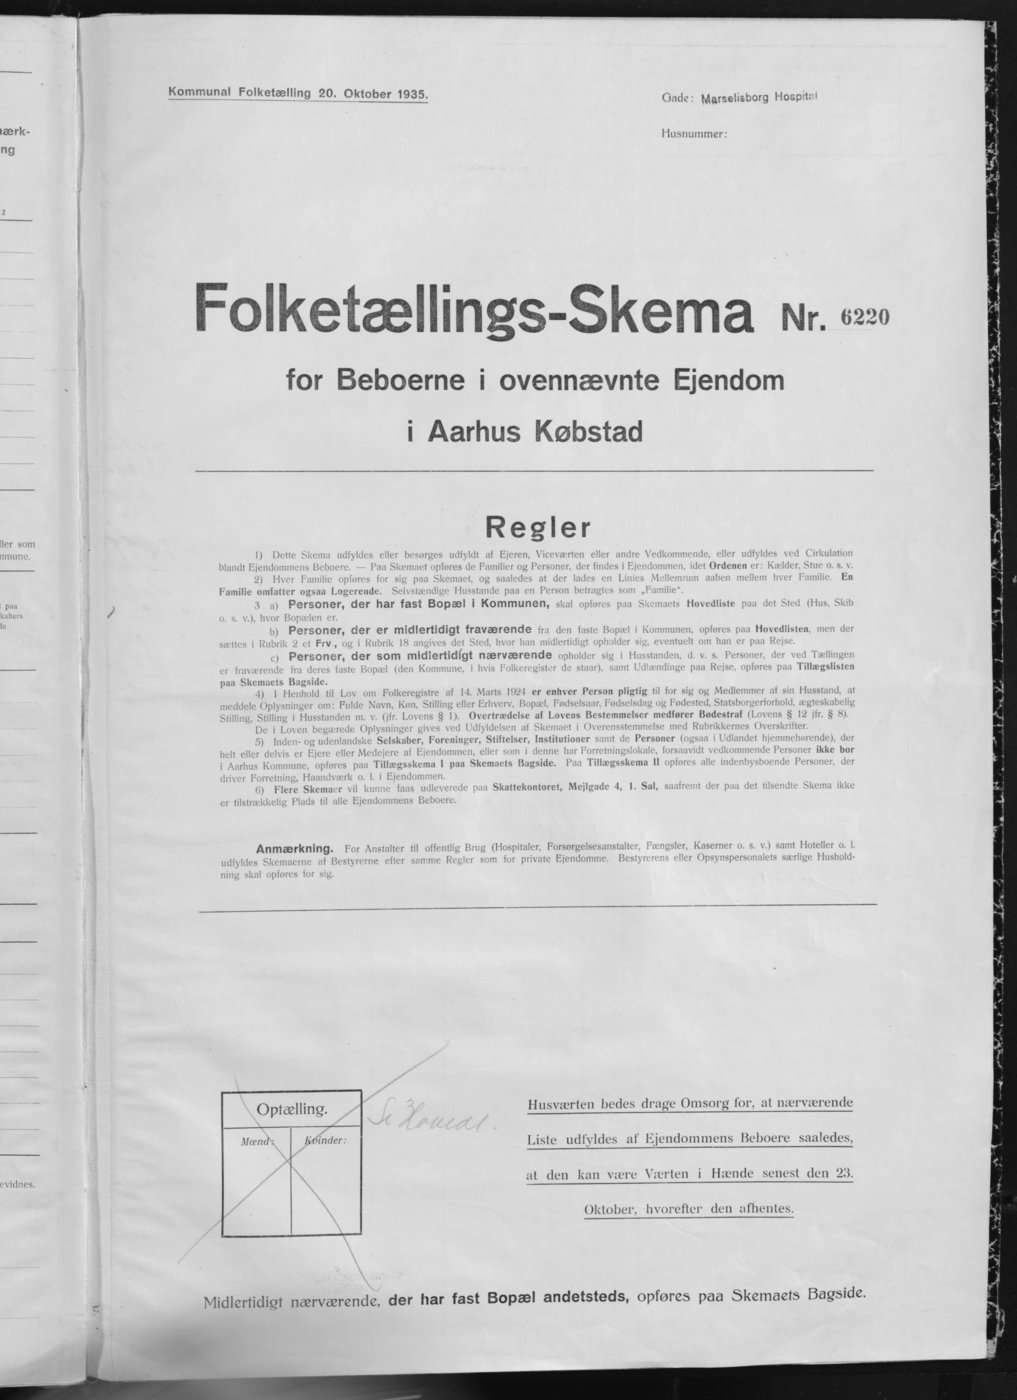 Kommunal Folketælling 20. Oktober 1935.
Gade: Marselisborg Hospital
Husnummer:
Folketællings-Skema Nr. 6220
for Beboerne i ovennævnte Ejendom
i Aarhus Købstad
Regler
1) Dette Skema udfyldes eller besørges udfyldt af Ejeren, Viceværten eller andre Vedkommende, eller udfyldes ved Cirkulation
blandt Ejendommens Beboere. — Paa Skemaet opføres de Familier og Personer, der findes i Ejendommen, idet Ordenen er: Kælder, Stue o. s. v.
2) Hver Familie opføres for sig paa Skemaet, og saaledes at der lades en Linies Mellemrum aaben mellem hver Familie. En
Familie omfatter ogsaa Logerende. Selvstændige Husstande paa en Person betragtes som „Familie".
3 a) Personer, der har fast Bopæl i Kommunen, skal opføres paa Skemaets Hovedliste paa det Sted (Hus, Skib
o. s. v.), hvor Bopælen er.
b) Personer, der er midlertidigt fraværende fra den faste Bopæl i Kommunen, opføres paa Hovedlisten, men der
sættes i Rubrik 2 et Frv., og i Rubrik 18 angives det Sted, hvor han midlertidigt opholder sig, eventuelt om han er paa Rejse.
c) Personer, der som midlertidigt nærværende opholder sig i Husstanden, d. v. s. Personer, der ved Tællingen
er fraværende fra deres faste Bopæl (den Kommune, i hvis Folkeregister de staar), samt Udlændinge paa Rejse, opføres paa Tillægslisten
paa Skemaets Bagside.
4) I Henhold til Lov om Folkeregistre af 14. Marts 1924 er enhver Person pligtig til for sig og Medlemmer af sin Husstand, at
meddele Oplysninger om: Fulde Navn, Køn, Stilling eller Erhverv, Bopæl, Fødselsaar, Fødselsdag og Fødested, Statsborgerforhold, ægteskabelig
Stilling, Stilling i Husstanden m. v. (jfr. Lovens § 1). Overtrædelse af Lovens Bestemmelser medfører Bødestraf (Lovens § 12 jfr. § 8).
De i Loven begærede Oplysninger gives ved Udfyldelsen af Skemaet i Overensstemmelse med Rubrikkernes Overskrifter.
5) Inden- og udenlandske Selskaber, Foreninger, Stiftelser, Institutioner samt de Personer (ogsaa i Udlandet hjemmehørende), der
helt eller delvis er Ejere eller Medejere af Ejendommen, eller som i denne har Forretningslokale, forsaavidt vedkommende Personer ikke bor
i Aarhus Kommune, opføres paa Tillægsskema I paa Skemaets Bagside. Paa Tillægsskema II opføres alle indenbysboende Personer, der
driver Forretning, Haandværk o. l. i Ejendommen.
6) Flere Skemaer vil kunne faas udleverede paa Skattekontoret, Mejlgade 4, 1. Sal, saafremt der paa det tilsendte Skema ikke
er tilstrækkelig Plads til alle Ejendommens Beboere.
Anmærkning. For Anstalter til offentlig Brug (Hospitaler, Forsørgelsesanstalter, Fængsler, Kaserner o. s. v.) samt Hoteller o. l.
udfyldes Skemaerne af Bestyrerne efter samme Regler som for private Ejendomme. Bestyrerens eller Opsynspersonalets særlige Hushold-
ning skal opføres for sig.
Optælling.
Mænd: Kvinder:
Husværten bedes drage Omsorg for, at nærværende
Liste udfyldes af Ejendommens Beboere saaledes,
at den kan være Værten i Hænde senest den 23.
Oktober, hvorefter den afhentes.
Midlertidigt nærværende, der har fast Bopæl andetsteds, opføres paa Skemaets Bagside.